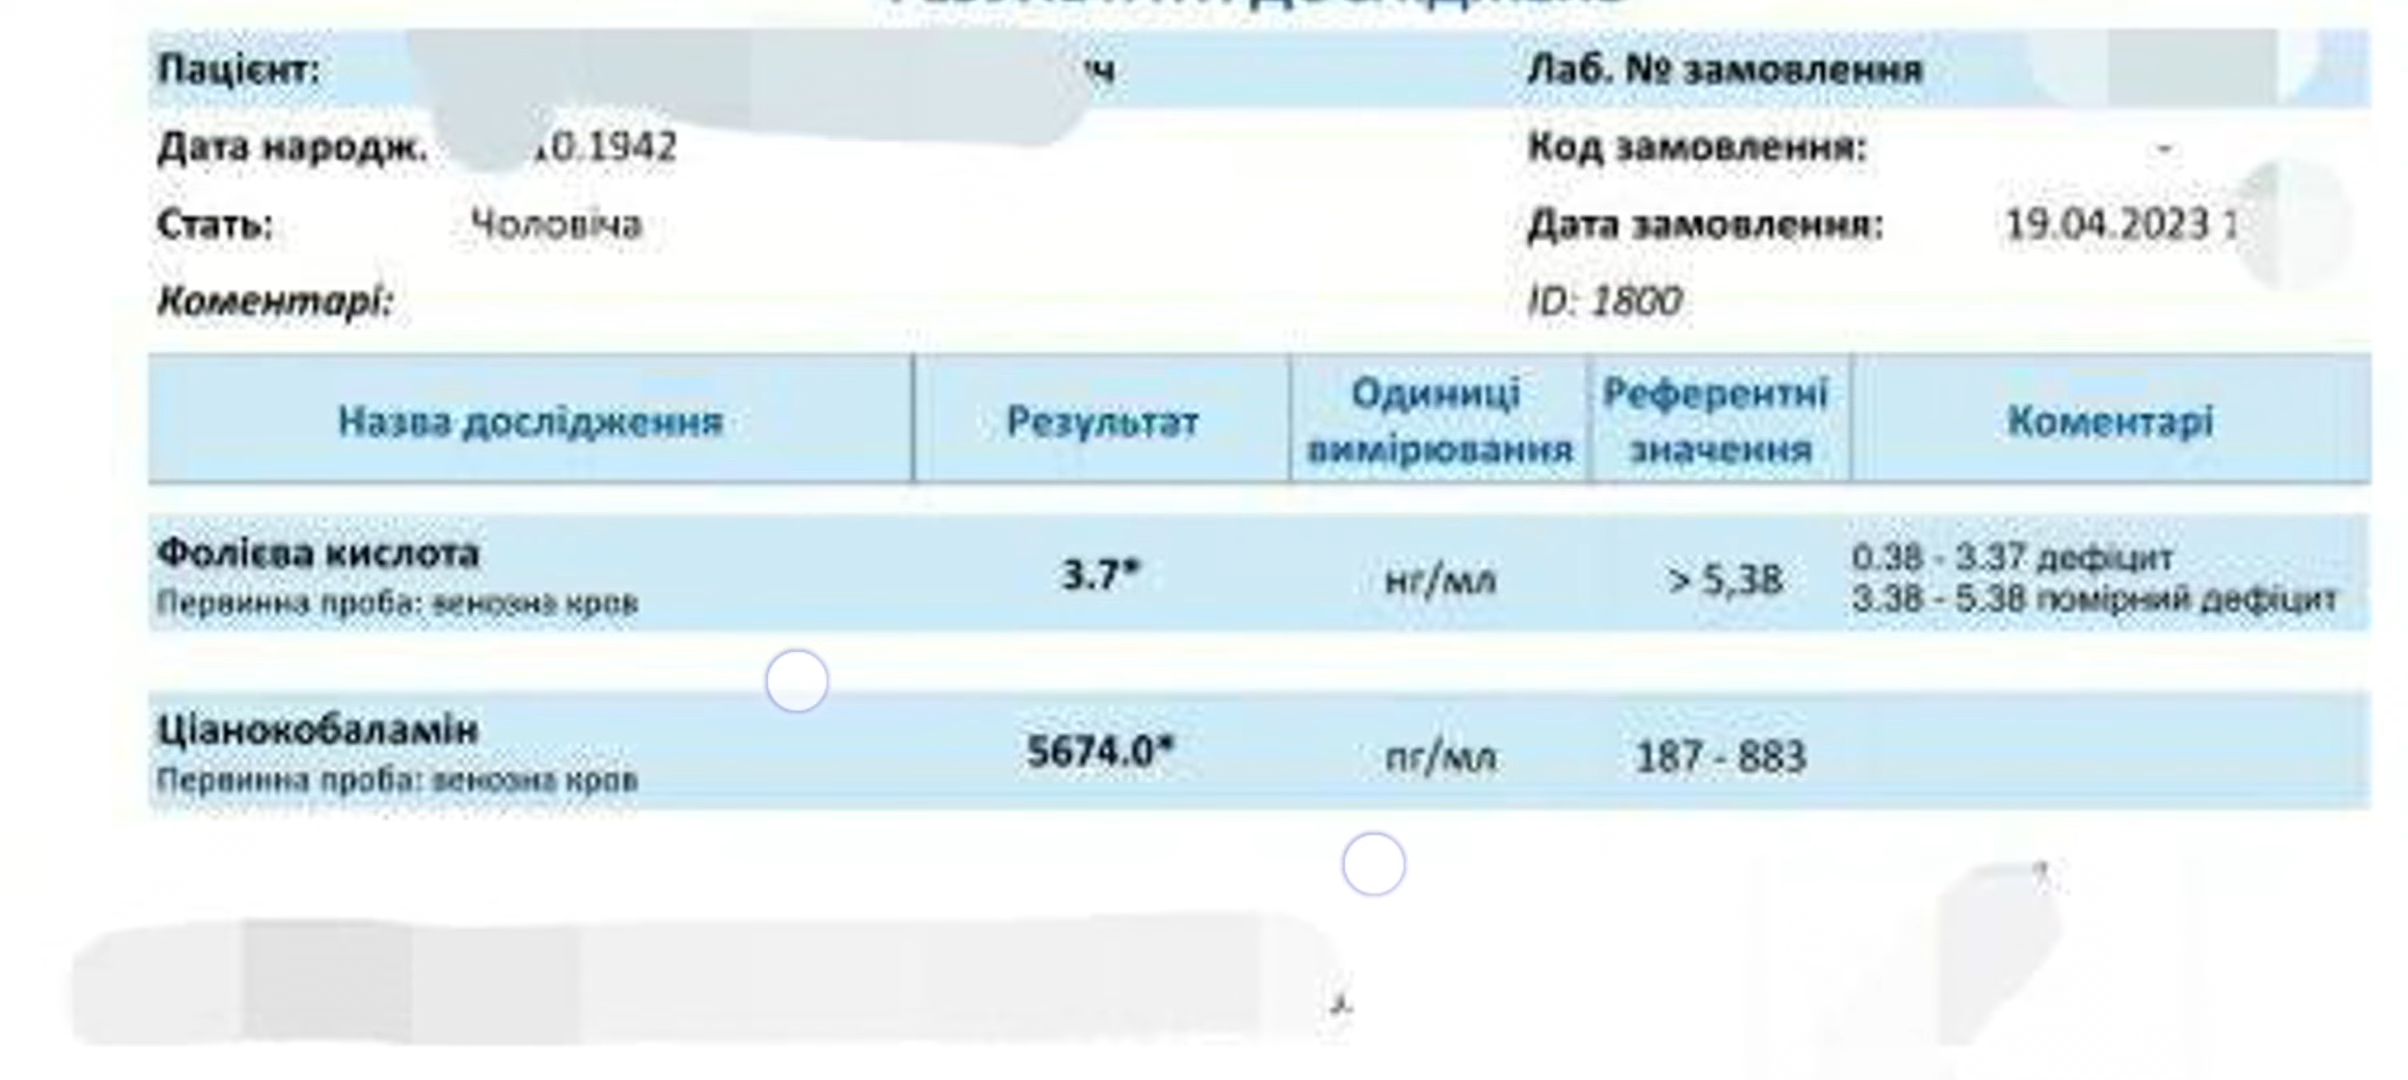 Пацієнт: Лаб. № замовлення
Дата народж. 10.1942 Код замовлення: -
Стать: Чоловіча Дата замовлення: 19.04.2023 1
Коментарі: ID: 1800
Назва дослідження Результат Одиниці вимірювання Референтні значення Коментарі
Фолієва кислота 3.7* нг/мл > 5,38 0.38 - 3.37 дефіцит
Первинна проба: венозна кров 3.38 - 5.38 помірний дефіцит
Ціанокобаламін 5674.0* пг/мл 187 - 883
Первинна проба: венозна кров